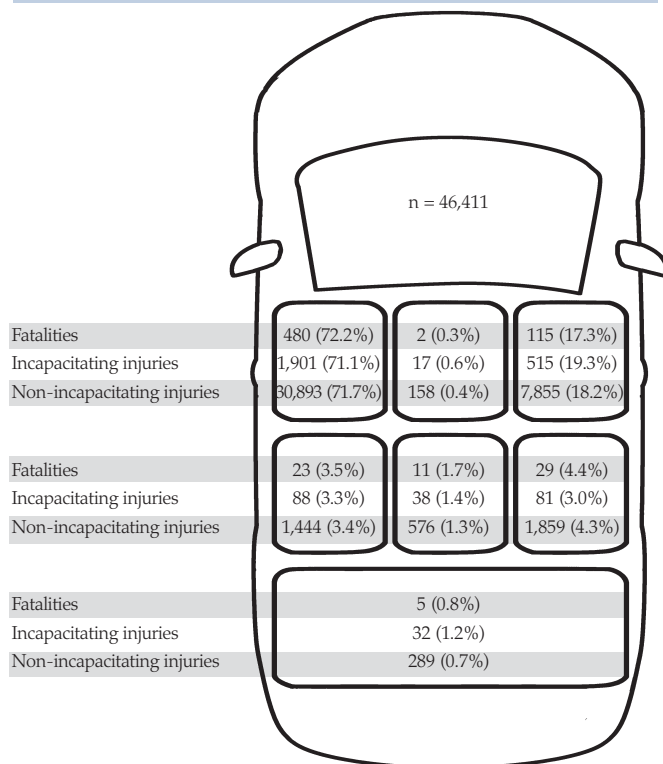 n = 46,411
Fatalities 480 (72.2%) 2 (0.3%) 115 (17.3%)
Incapacitating injuries 1,901 (71.1%) 17 (0.6%) 515 (19.3%)
Non-incapacitating injuries 30,893 (71.7%) 158 (0.4%) 7,855 (18.2%)
Fatalities 23 (3.5%) 11 (1.7%) 29 (4.4%)
Incapacitating injuries 88 (3.3%) 38 (1.4%) 81 (3.0%)
Non-incapacitating injuries 1,444 (3.4%) 576 (1.3%) 1,859 (4.3%)
Fatalities 5 (0.8%)
Incapacitating injuries 32 (1.2%)
Non-incapacitating injuries 289 (0.7%)